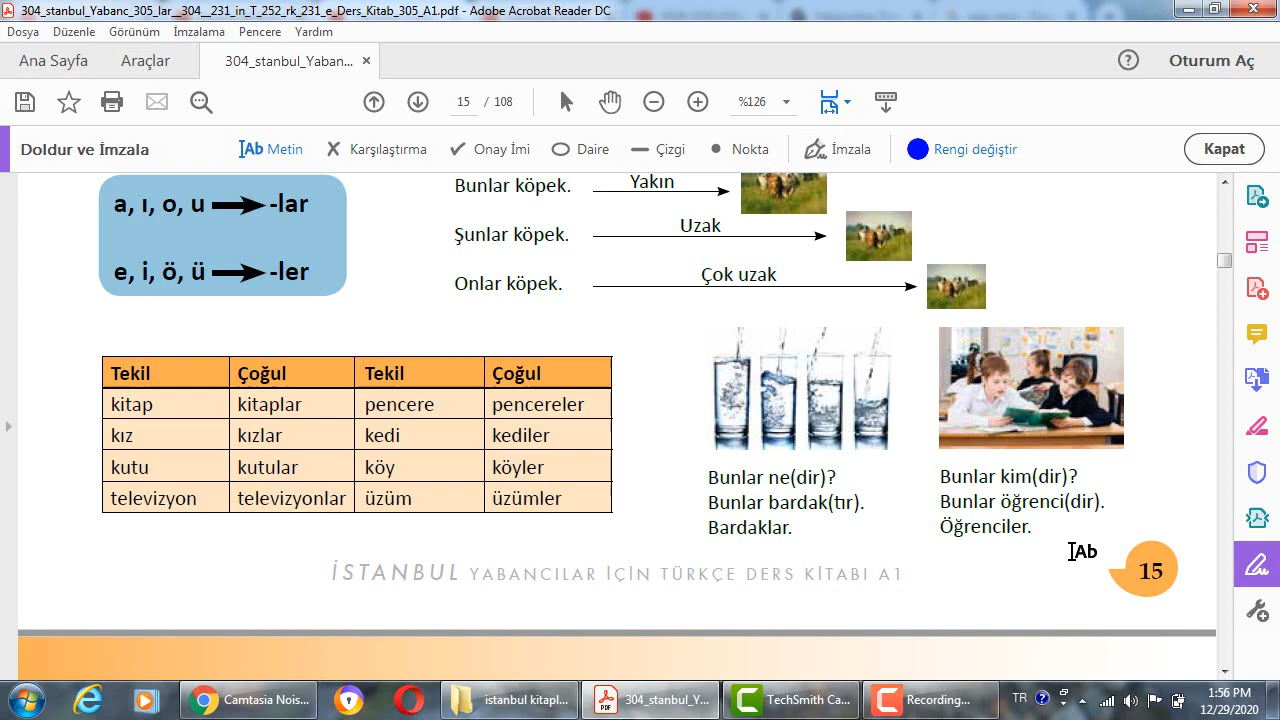 304_stanbul_Yabanc_305_lar__304__231_in_T_252_rk_231_e_Ders_Kitab_305_A1.pdf - Adobe Acrobat Reader DC
Dosya Düzenle Görünüm İmzalama Pencere Yardım
Ana Sayfa Araçlar 304_stanbul_Yaban... × Oturum Aç
15 / 108 %126
Doldur ve İmzala Ab Metin Karşılaştırma Onay İmi Daire Çizgi Nokta İmzala Rengi değiştir Kapat
a, ı, o, u -lar
e, i, ö, ü -ler
Bunlar köpek. Yakın
Şunlar köpek. Uzak
Onlar köpek. Çok uzak
Tekil Çoğul Tekil Çoğul
kitap kitaplar pencere pencereler
kız kızlar kedi kediler
kutu kutular köy köyler
televizyon televizyonlar üzüm üzümler
Bunlar ne(dir)?
Bunlar bardak(tır).
Bardaklar.
Bunlar kim(dir)?
Bunlar öğrenci(dir).
Öğrenciler.
Ab
İSTANBUL YABANCILAR İÇİN TÜRKÇE DERS KİTABI A1
15
Camtasia Nois... istanbul kitapl... 304_stanbul_Y... TechSmith Ca... Recording...
TR 1:56 PM
12/29/2020